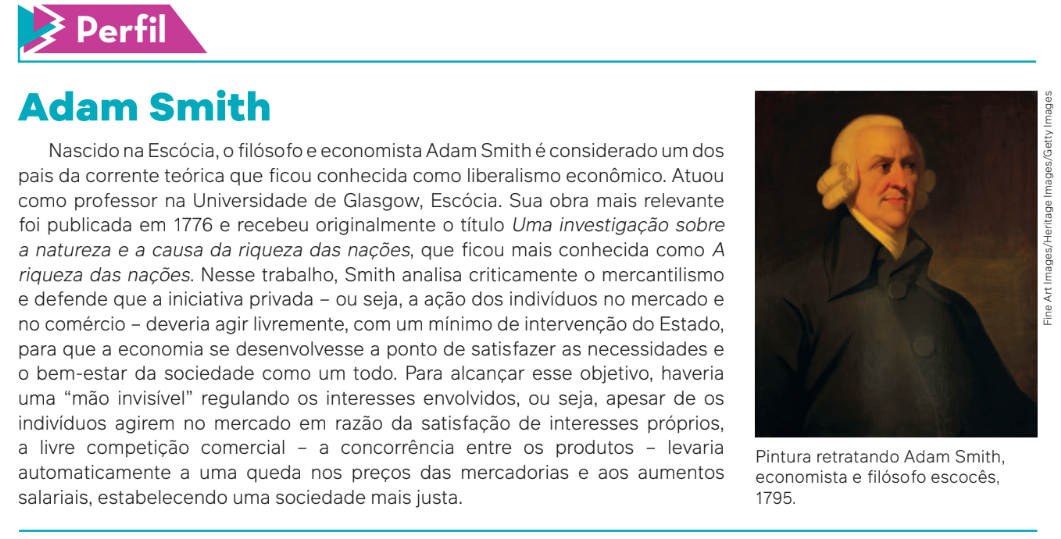 Perfil
Adam Smith
Nascido na Escócia, o filósofo e economista Adam Smith é considerado um dos
pais da corrente teórica que ficou conhecida como liberalismo econômico. Atuou
como professor na Universidade de Glasgow, Escócia. Sua obra mais relevante
foi publicada em 1776 e recebeu originalmente o título Uma investigação sobre
a natureza e a causa da riqueza das nações, que ficou mais conhecida como A
riqueza das nações. Nesse trabalho, Smith analisa criticamente o mercantilismo
e defende que a iniciativa privada – ou seja, a ação dos indivíduos no mercado e
no comércio – deveria agir livremente, com um mínimo de intervenção do Estado,
para que a economia se desenvolvesse a ponto de satisfazer as necessidades e
o bem-estar da sociedade como um todo. Para alcançar esse objetivo, haveria
uma “mão invisível” regulando os interesses envolvidos, ou seja, apesar de os
indivíduos agirem no mercado em razão da satisfação de interesses próprios,
a livre competição comercial – a concorrência entre os produtos – levaria
automaticamente a uma queda nos preços das mercadorias e aos aumentos
salariais, estabelecendo uma sociedade mais justa.
Fine Art Images/Heritage Images/Getty Images
Pintura retratando Adam Smith,
economista e filósofo escocês,
1795.